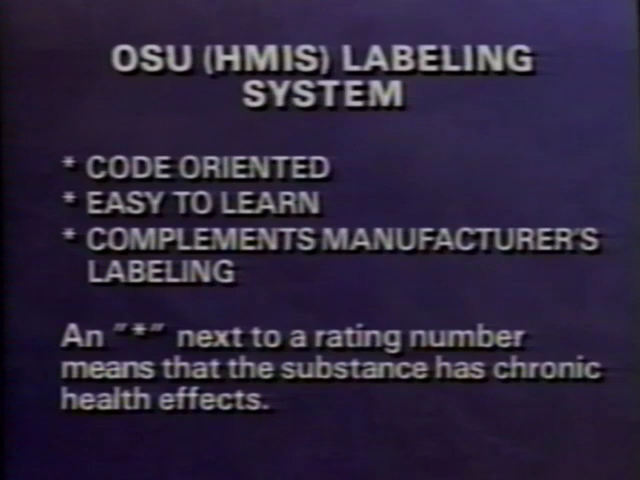 OSU (HMIS) LABELING
SYSTEM
* CODE ORIENTED
* EASY TO LEARN
* COMPLEMENTS MANUFACTURER'S
LABELING
An "*" next to a rating number
means that the substance has chronic
health effects.